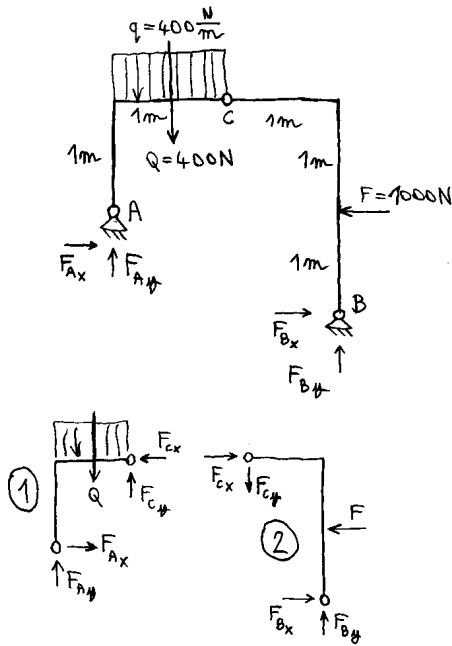 q=400 N/m
1m
C
1m
1m
Q=400N
1m
F=1000N
A
F_Ax
F_Ay
1m
B
F_Bx
F_By
1
Q
F_Cx
F_Cy
F_Ax
F_Ay
F_Cx
F_Cy
2
F
F_Bx
F_By